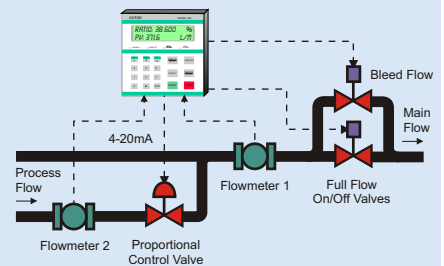 RATIO. 38.600 %
PV. 371.6 L/M
Bleed Flow
Main
Flow
4-20mA
Process
Flow
Flowmeter 1
Full Flow
On/Off Valves
Flowmeter 2
Proportional
Control Valve